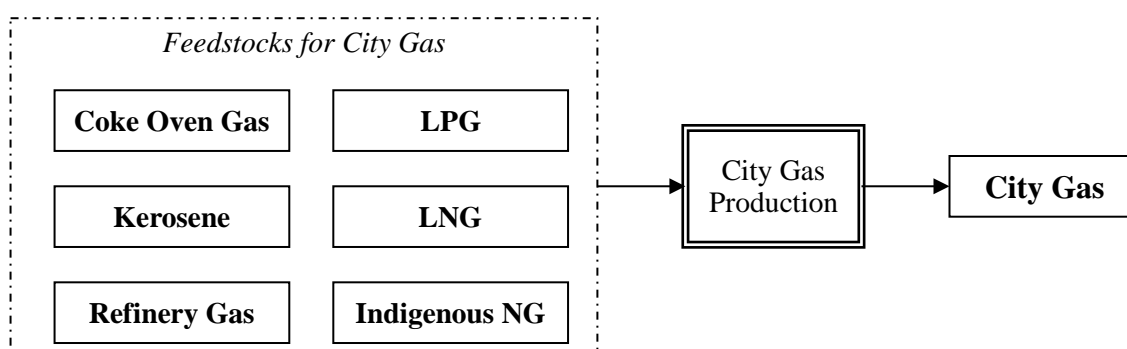 Feedstocks for City Gas
Coke Oven Gas
LPG
Kerosene
LNG
Refinery Gas
Indigenous NG
City Gas
Production
City Gas